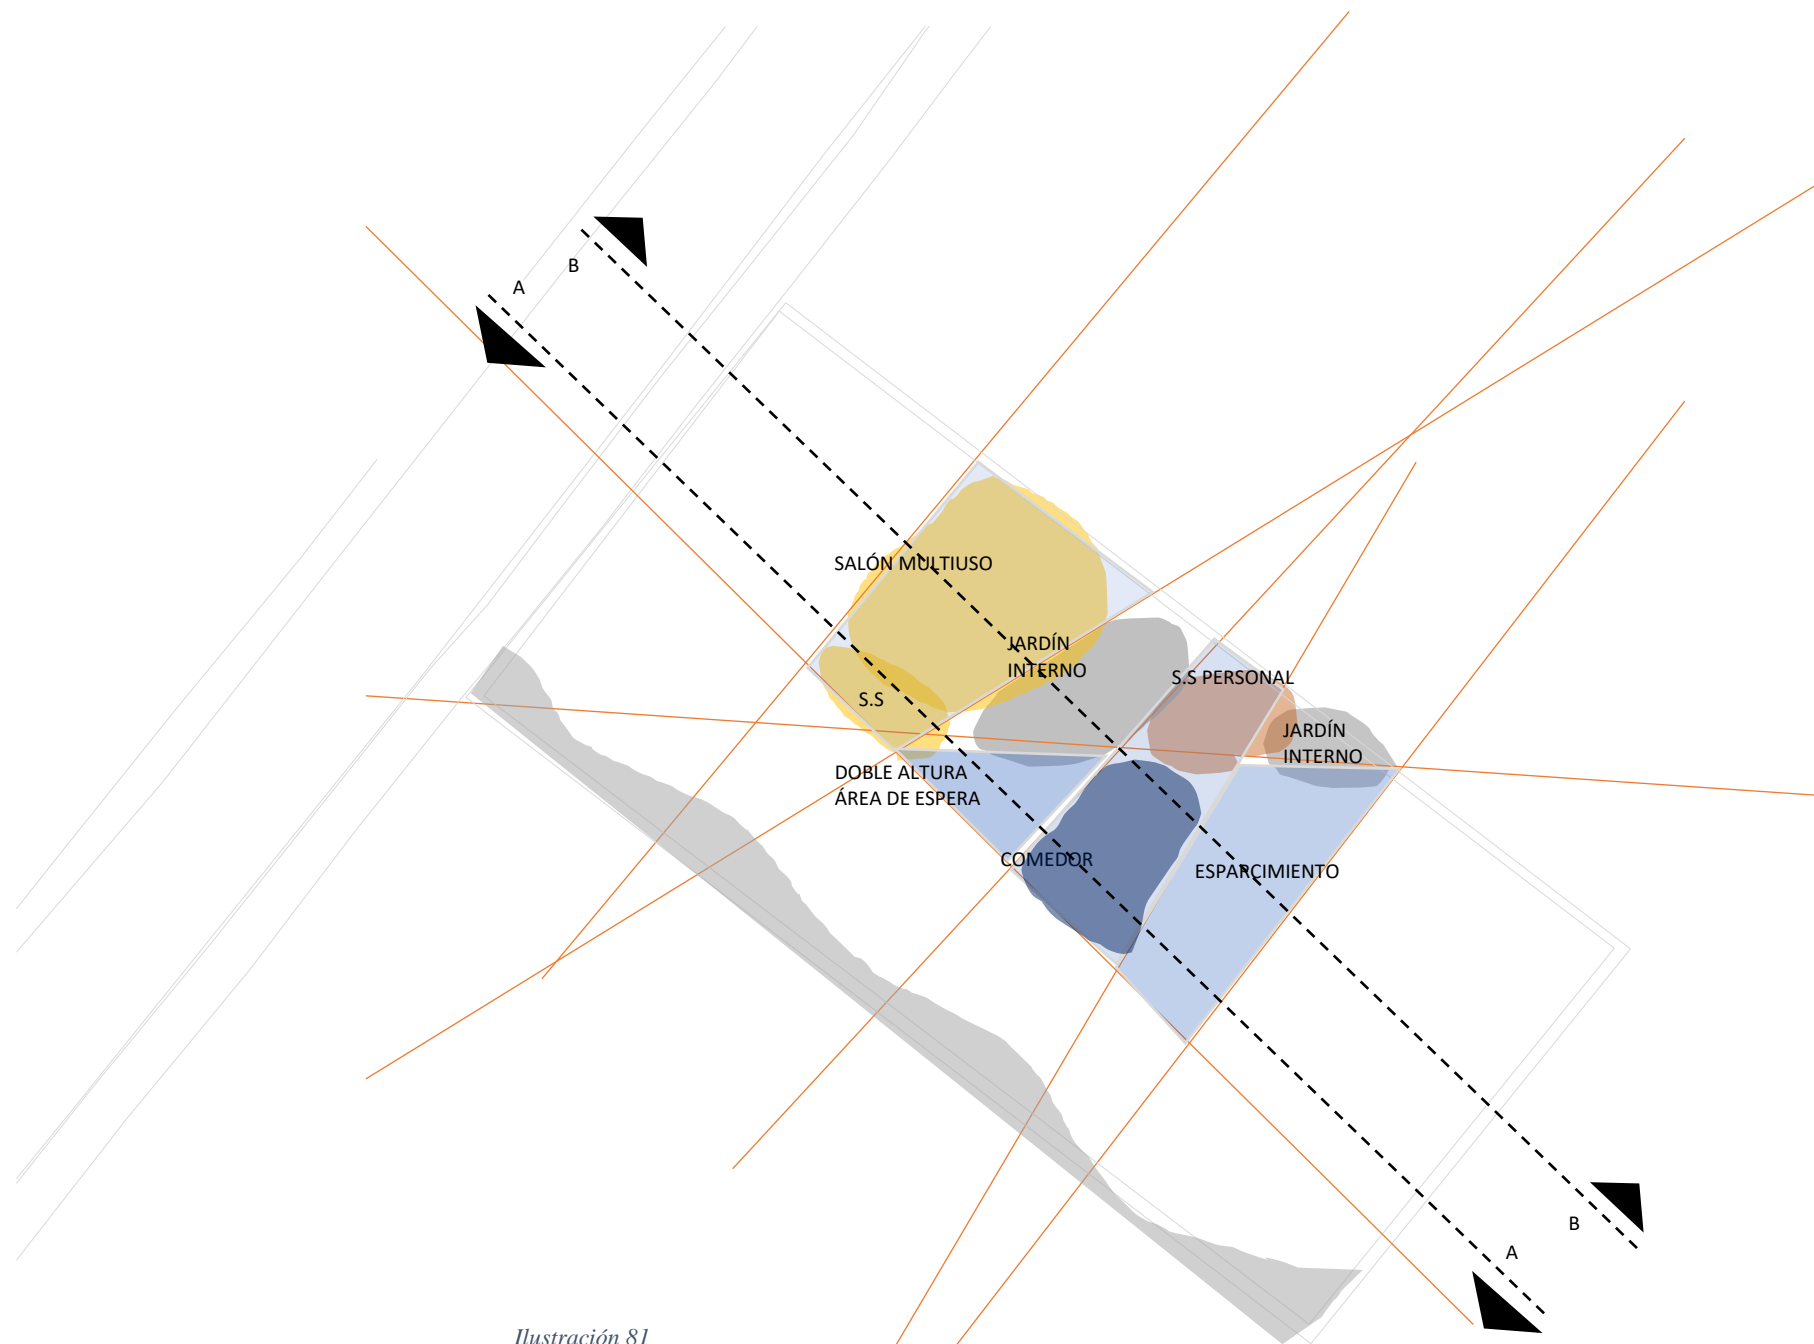 B
A
SALÓN MULTIUSO
JARDÍN
INTERNO
S.S PERSONAL
S.S
JARDÍN
INTERNO
DOBLE ALTURA
ÁREA DE ESPERA
COMEDOR
ESPARCIMIENTO
B
A
Ilustración 81